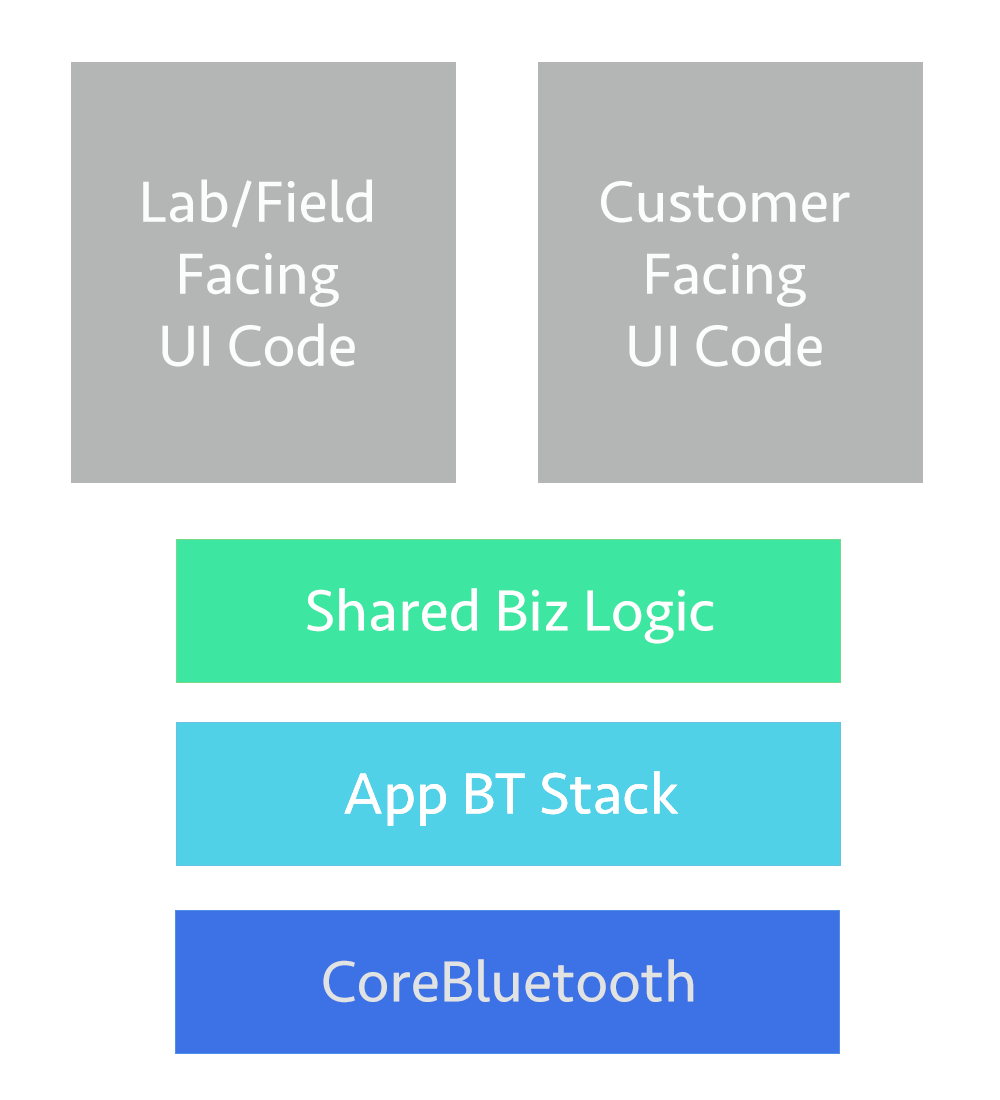 Lab/Field
Facing
UI Code
Customer
Facing
UI Code
Shared Biz Logic
App BT Stack
CoreBluetooth